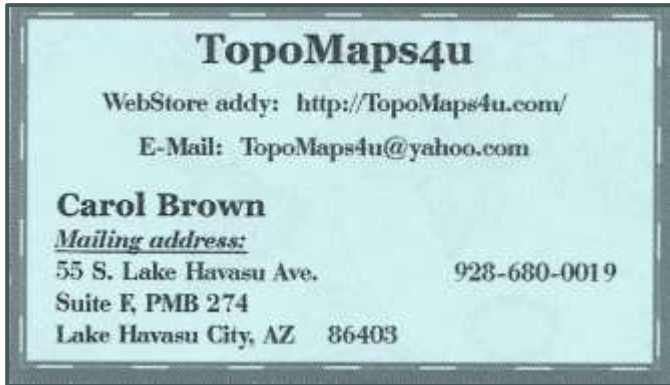 TopoMaps4u
WebStore addy: http://TopoMaps4u.com/
E-Mail: TopoMaps4u@yahoo.com
Carol Brown
Mailing address:
55 S. Lake Havasu Ave. 928-680-0019
Suite F, PMB 274
Lake Havasu City, AZ 86403